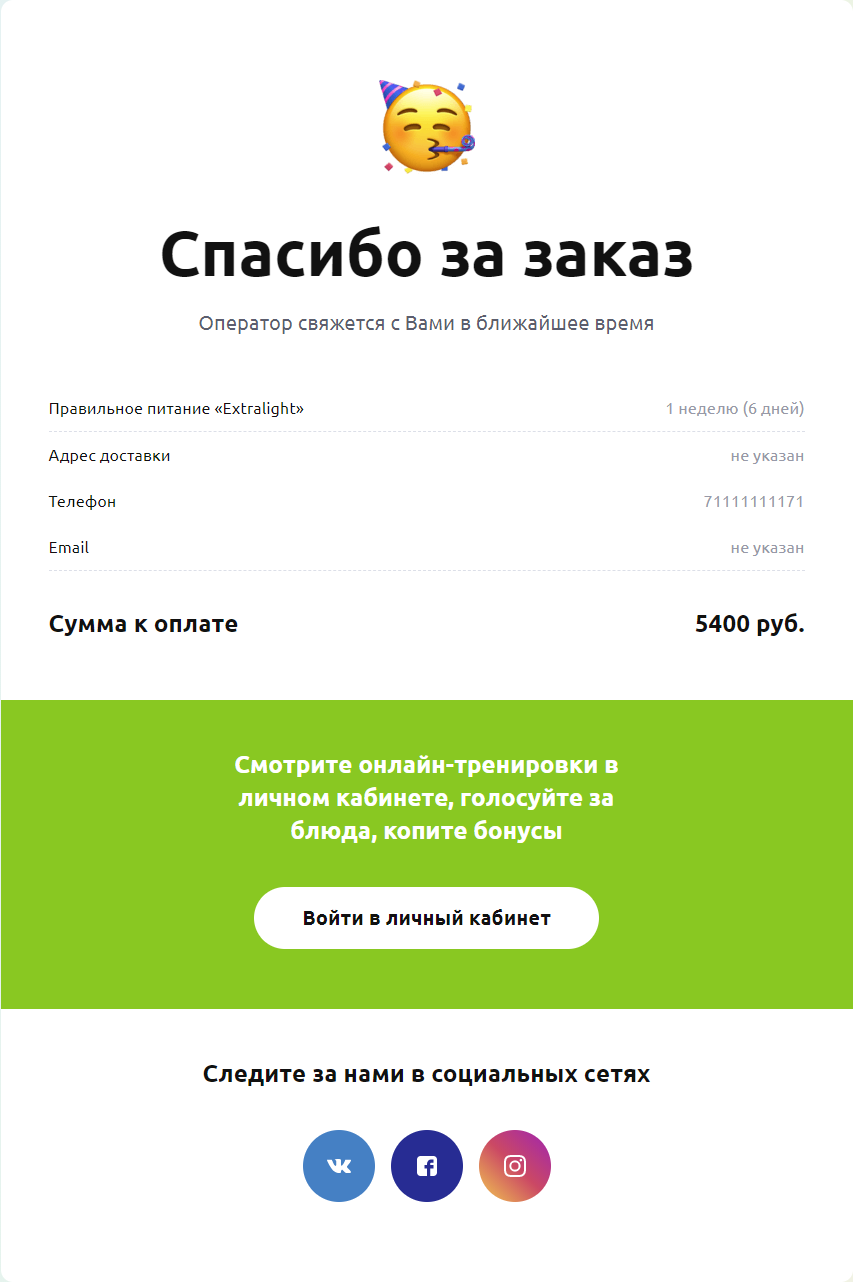 Спасибо за заказ
Оператор свяжется с Вами в ближайшее время
Правильное питание «Extralight» 1 неделю (6 дней)
Адрес доставки не указан
Телефон 71111111171
Email не указан
Сумма к оплате 5400 руб.
Смотрите онлайн-тренировки в
личном кабинете, голосуйте за
блюда, копите бонусы
Войти в личный кабинет
Следите за нами в социальных сетях